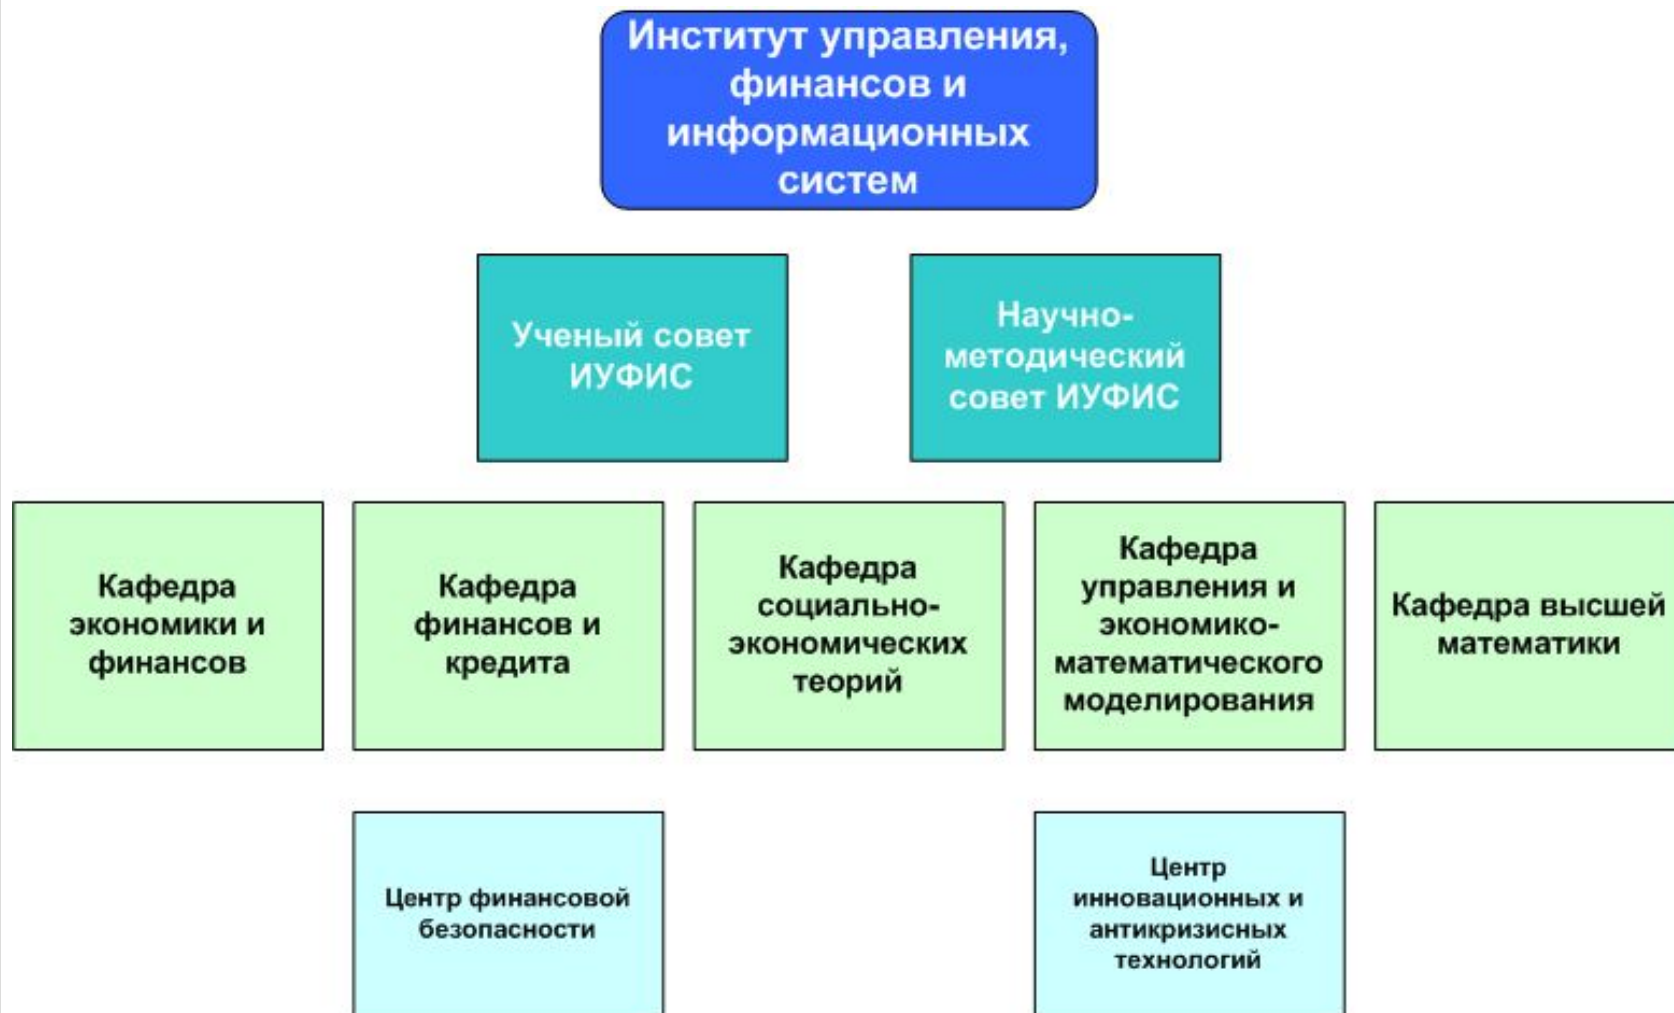 Институт управления,
финансов и
информационных
систем
Ученый совет
ИУФИС
Научно-
методический
совет ИУФИС
Кафедра
экономики и
финансов
Кафедра
финансов и
кредита
Кафедра
социально-
экономических
теорий
Кафедра
управления и
экономико-
математического
моделирования
Кафедра высшей
математики
Центр финансовой
безопасности
Центр
инновационных и
антикризисных
технологий